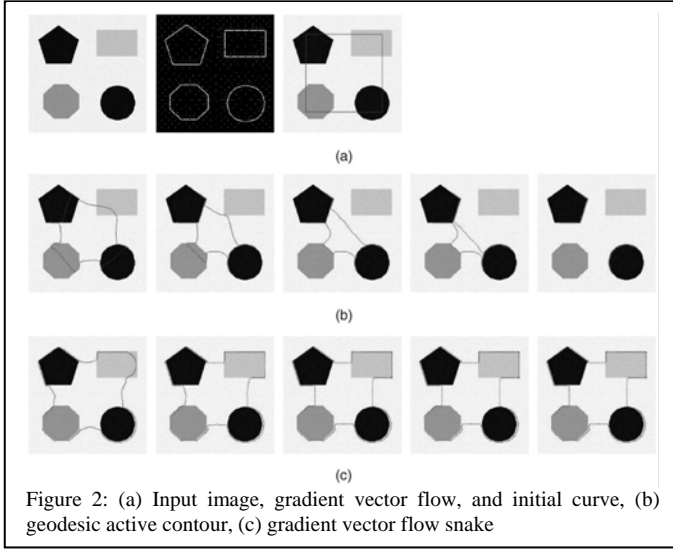 (a)
(b)
(c)
Figure 2: (a) Input image, gradient vector flow, and initial curve, (b)
geodesic active contour, (c) gradient vector flow snake